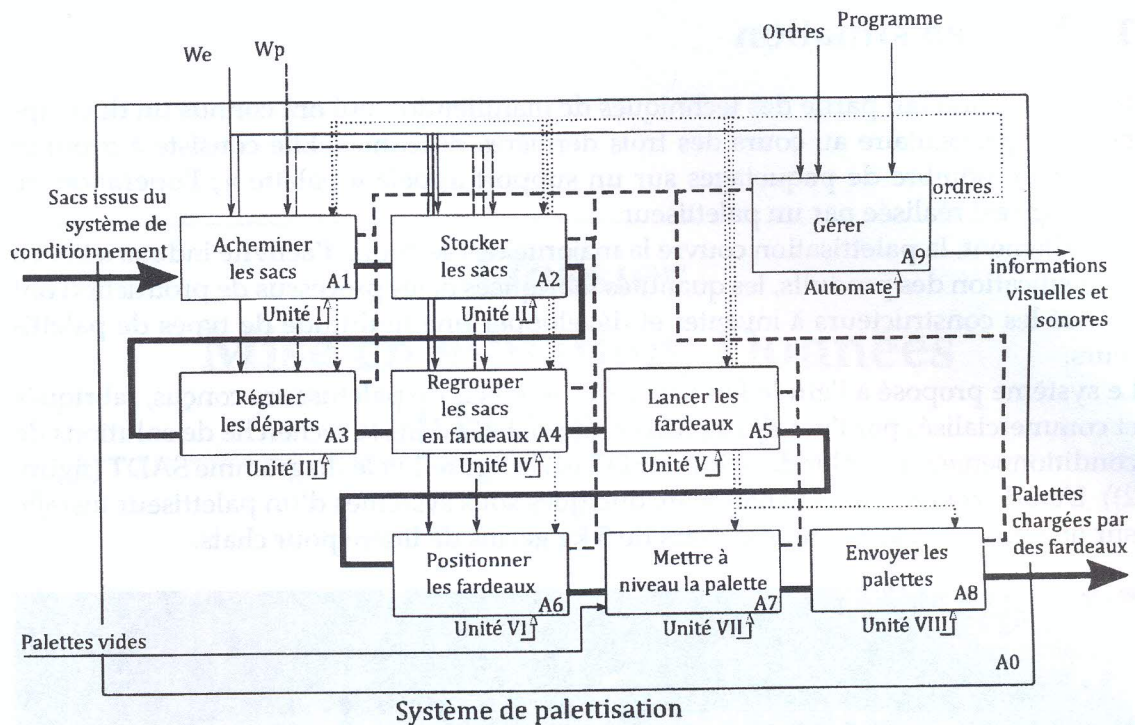 We
Wp
Ordres
Programme
Sacs issus du
système de
conditionnement
Acheminer
les sacs
A1
Unité I
Stocker
les sacs
A2
Unité II
Gérer
A9
Automate
ordres
informations
visuelles et
sonores
Réguler
les départs
A3
Unité III
Regrouper
les sacs
en fardeaux
A4
Unité IV
Lancer les
fardeaux
A5
Unité V
Positionner
les fardeaux
A6
Unité VI
Mettre à
niveau la palette
A7
Unité VII
Envoyer les
palettes
A8
Unité VIII
Palettes
chargées par
des fardeaux
Palettes vides
A0
Système de palettisation